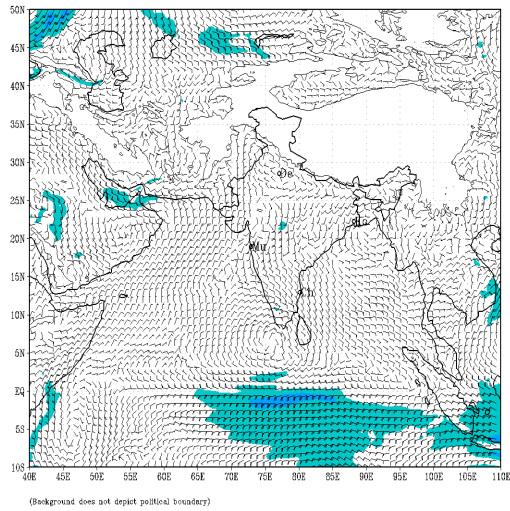 50N
45N
40N
35N
30N
25N
20N
15N
10N
5N
EQ
5S
10S
De
Mu
Ch
40E 45E 50E 55E 60E 65E 70E 75E 80E 85E 90E 95E 100E 105E 110E
(Background does not depict political boundary)